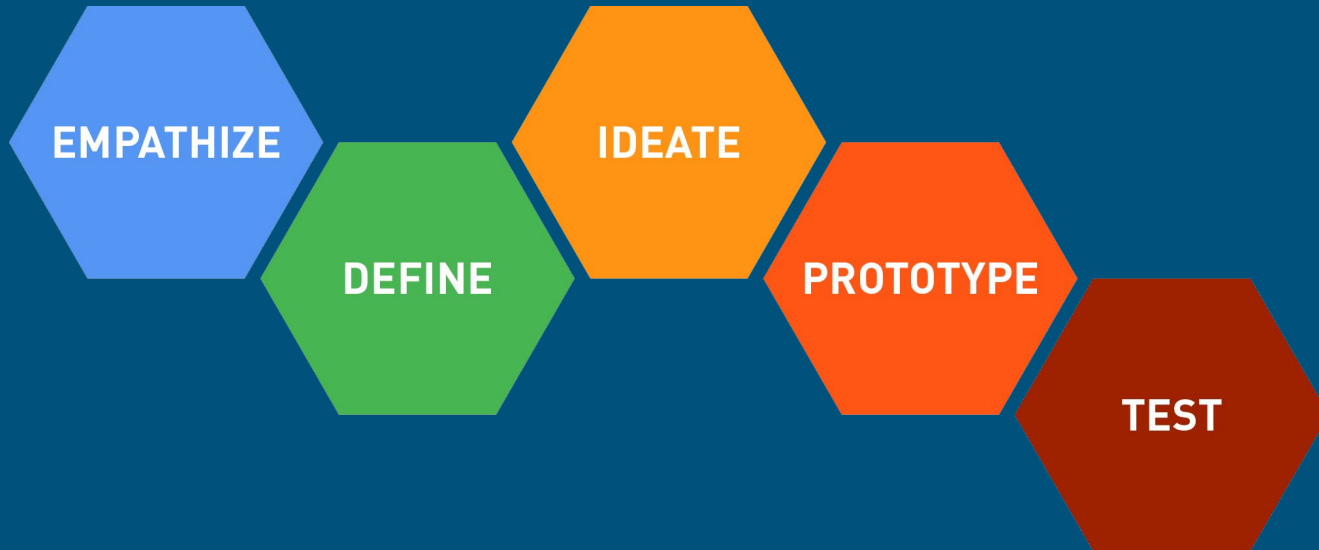 EMPATHIZE
DEFINE
IDEATE
PROTOTYPE
TEST